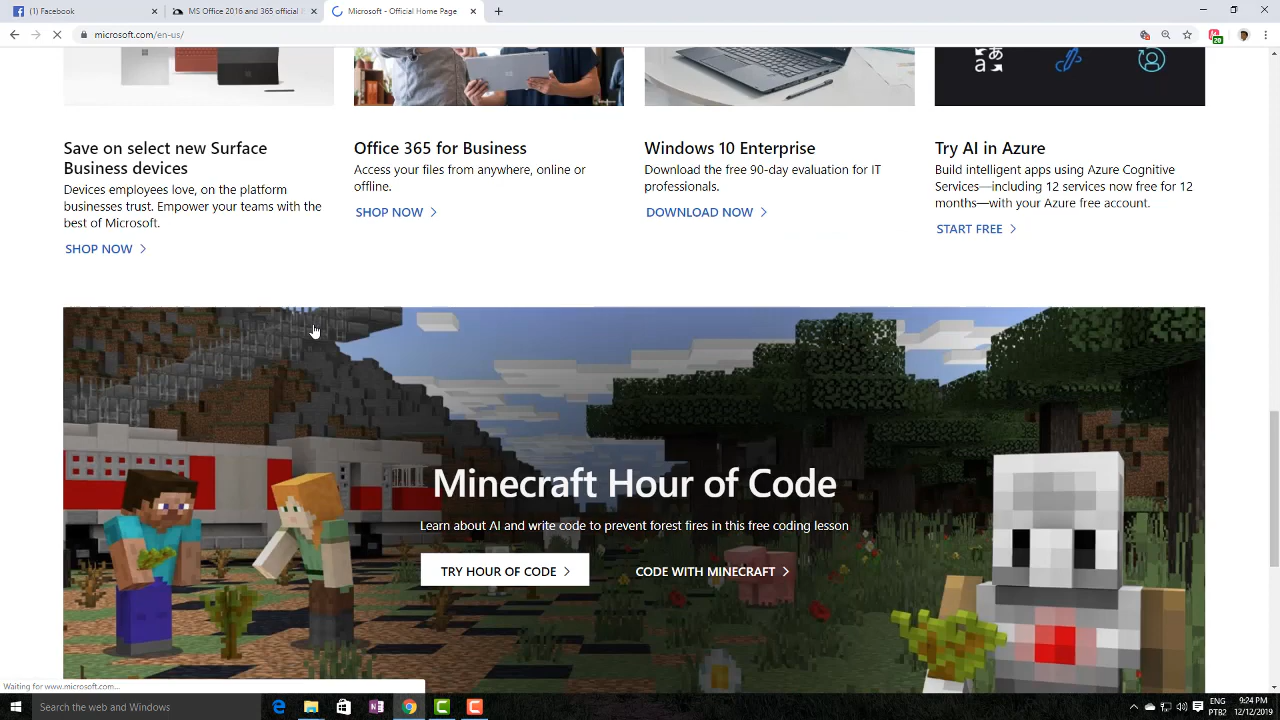 (1) Facebook
MS Office 2016 and 365 official IS
Microsoft - Official Home Page
microsoft.com/en-us/
20
Save on select new Surface
Business devices
Devices employees love, on the platform
businesses trust. Empower your teams with the
best of Microsoft.
SHOP NOW
Office 365 for Business
Access your files from anywhere, online or
offline.
SHOP NOW
Windows 10 Enterprise
Download the free 90-day evaluation for IT
professionals.
DOWNLOAD NOW
Try AI in Azure
Build intelligent apps using Azure Cognitive
Services—including 12 services now free for 12
months—with your Azure free account.
START FREE
Minecraft Hour of Code
Learn about AI and write code to prevent forest fires in this free coding lesson
TRY HOUR OF CODE
CODE WITH MINECRAFT
Waiting for www.microsoft.com...
Search the web and Windows
ENG
PTB2
9:24 PM
12/12/2019